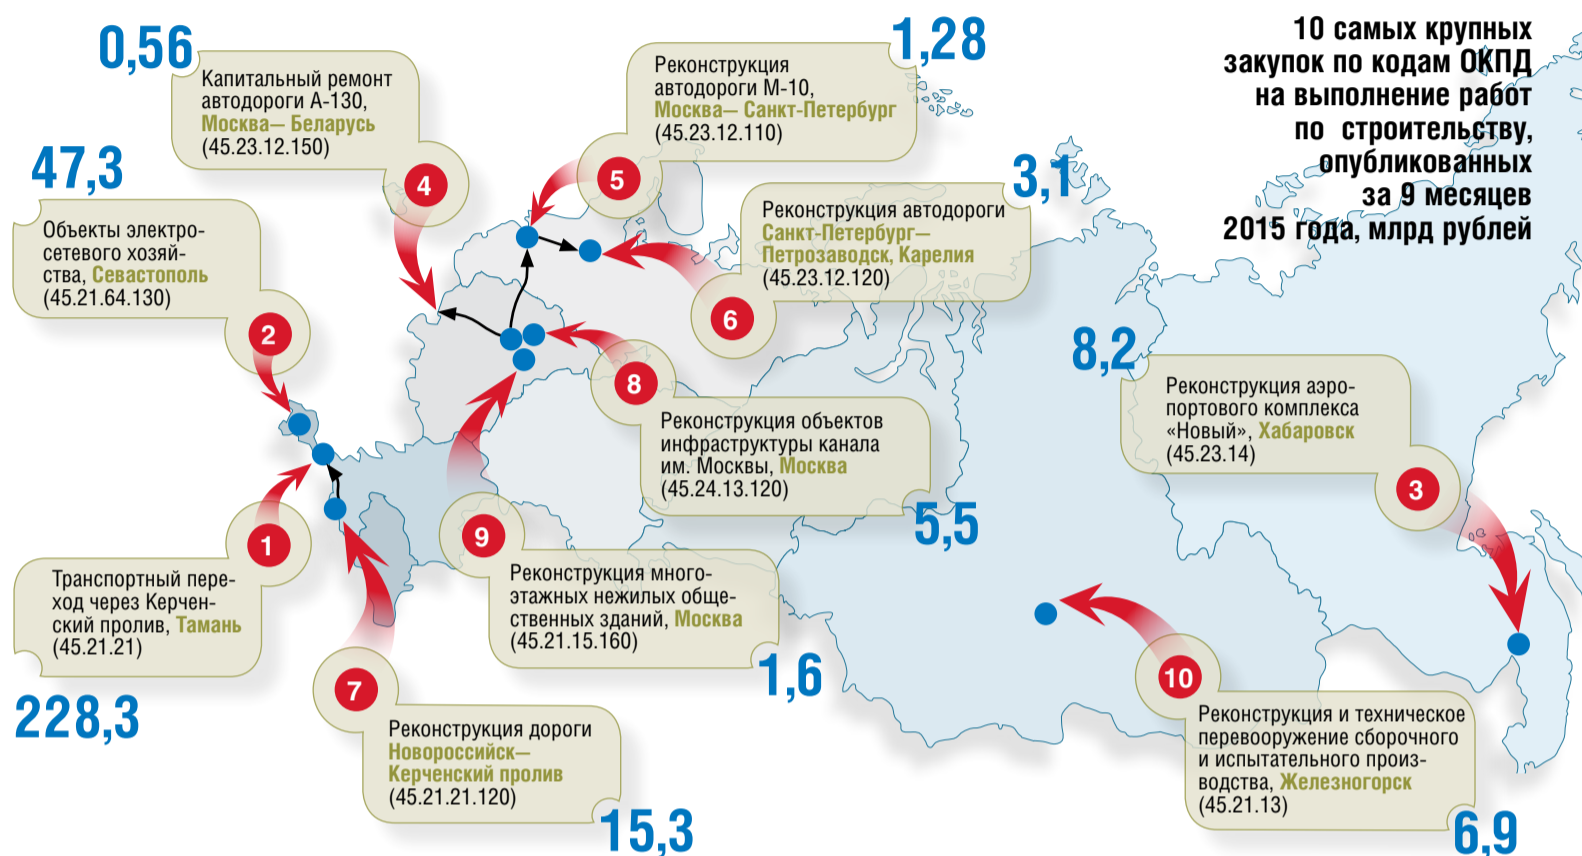 10 самых крупных
закупок по кодам ОКПД
на выполнение работ
по строительству,
опубликованных
за 9 месяцев
2015 года, млрд рублей
0,56
Капитальный ремонт
автодороги А-130,
Москва— Беларусь
(45.23.12.150)
4
1,28
Реконструкция
автодороги М-10,
Москва— Санкт-Петербург
(45.23.12.110)
5
47,3
Объекты электро-
сетевого хозяй-
ства, Севастополь
(45.21.64.130)
2
3,1
Реконструкция автодороги
Санкт-Петербург—
Петрозаводск, Карелия
(45.23.12.120)
6
8,2
Реконструкция аэро-
портового комплекса
«Новый», Хабаровск
(45.23.14)
3
8
Реконструкция объектов
инфраструктуры канала
им. Москвы, Москва
(45.24.13.120)
5,5
1
Транспортный пере-
ход через Керчен-
ский пролив, Тамань
(45.21.21)
228,3
9
Реконструкция много-
этажных нежилых обще-
ственных зданий, Москва
(45.21.15.160)
1,6
7
Реконструкция дороги
Новороссийск—
Керченский пролив
(45.21.21.120)
15,3
10
Реконструкция и техническое
перевооружение сборочного
и испытательного произ-
водства, Железногорск
(45.21.13)
6,9